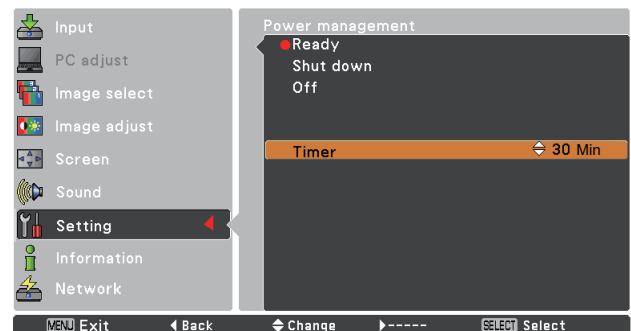 Input
PC adjust
Image select
Image adjust
Screen
Sound
Setting
Information
Network
Power management
Ready
Shut down
Off
Timer 30 Min
MENU Exit Back Change ----- SELECT Select